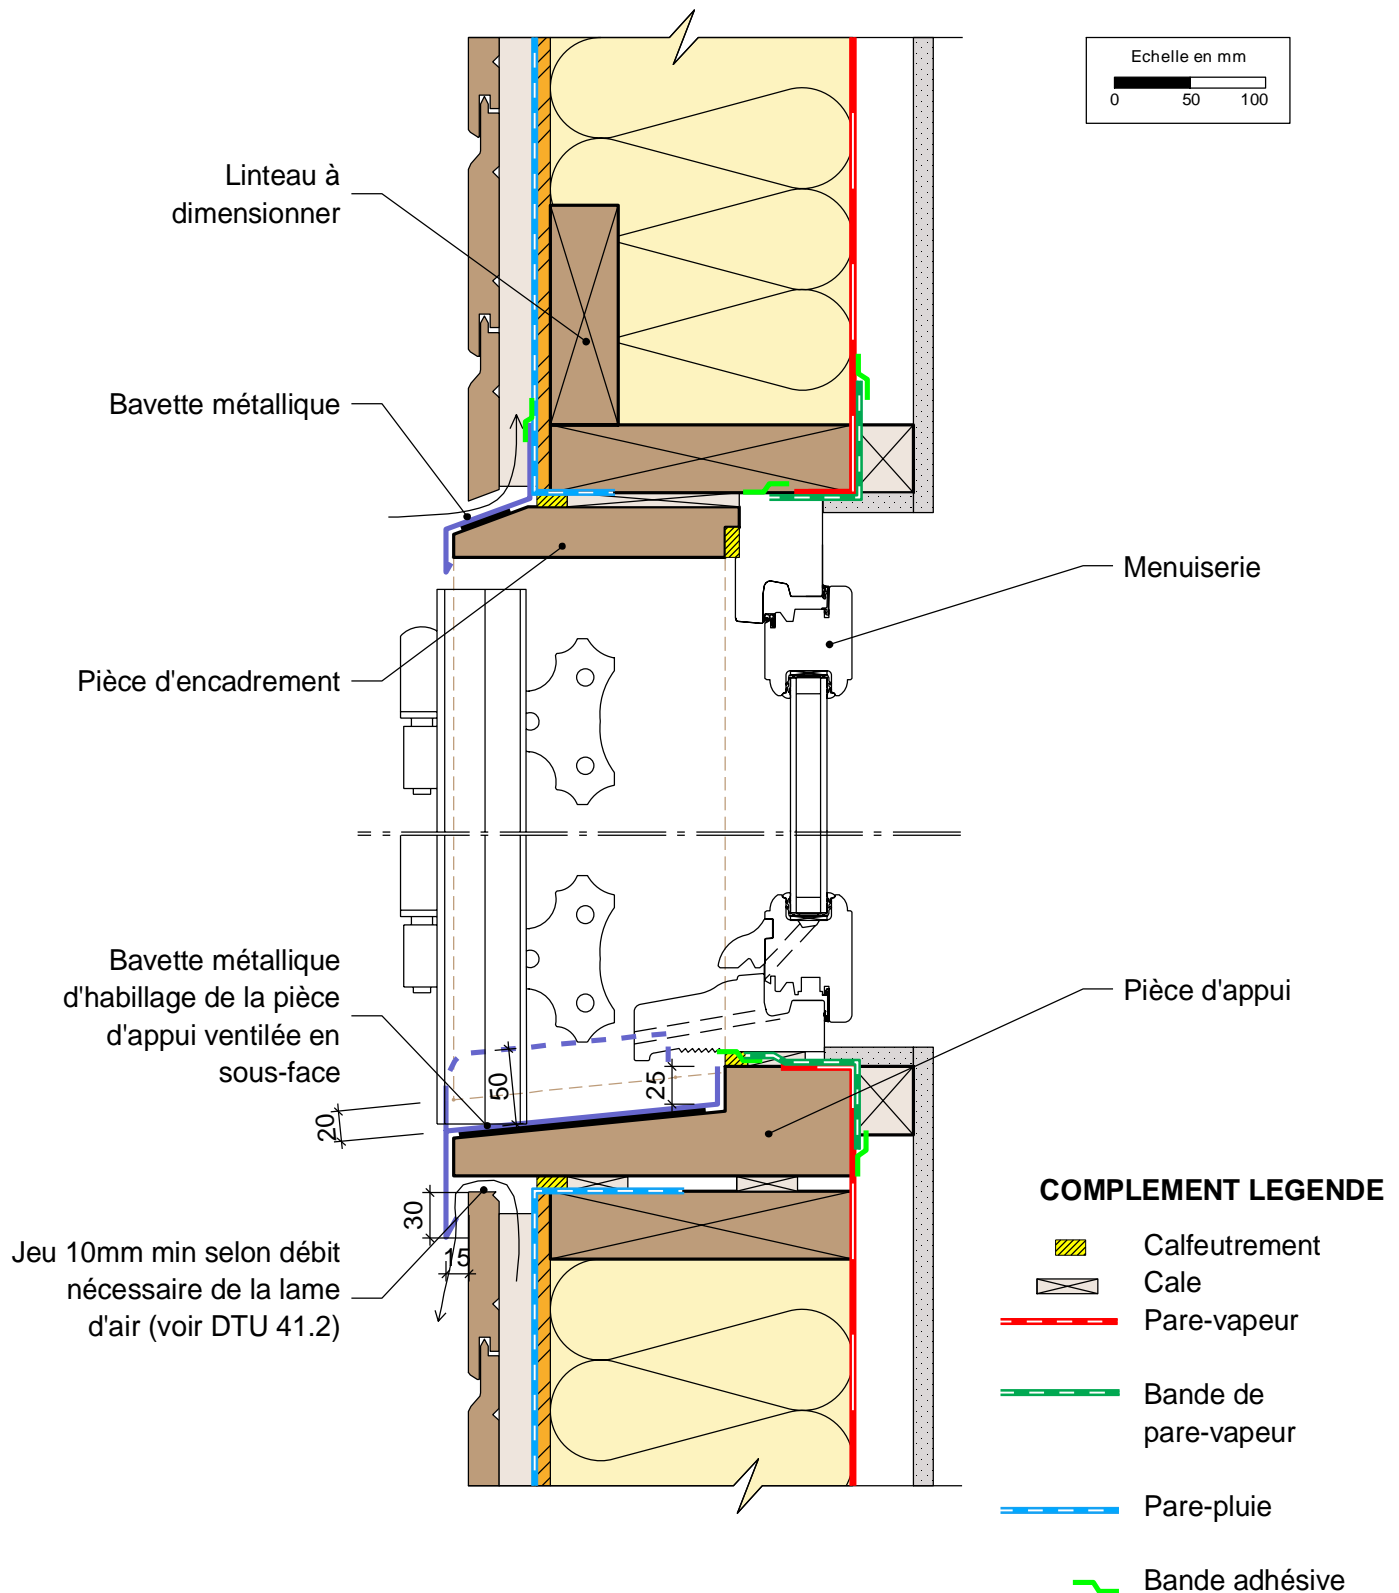 Echelle en mm
0 50 100
Linteau à
dimensionner
Bavette métallique
Menuiserie
Pièce d'encadrement
Bavette métallique
d'habillage de la pièce
d'appui ventilée en
sous-face
Pièce d'appui
50
25
20
30
15
Jeu 10mm min selon débit
nécessaire de la lame
d'air (voir DTU 41.2)
COMPLEMENT LEGENDE
Calfeutrement
Cale
Pare-vapeur
Bande de
pare-vapeur
Pare-pluie
Bande adhésive